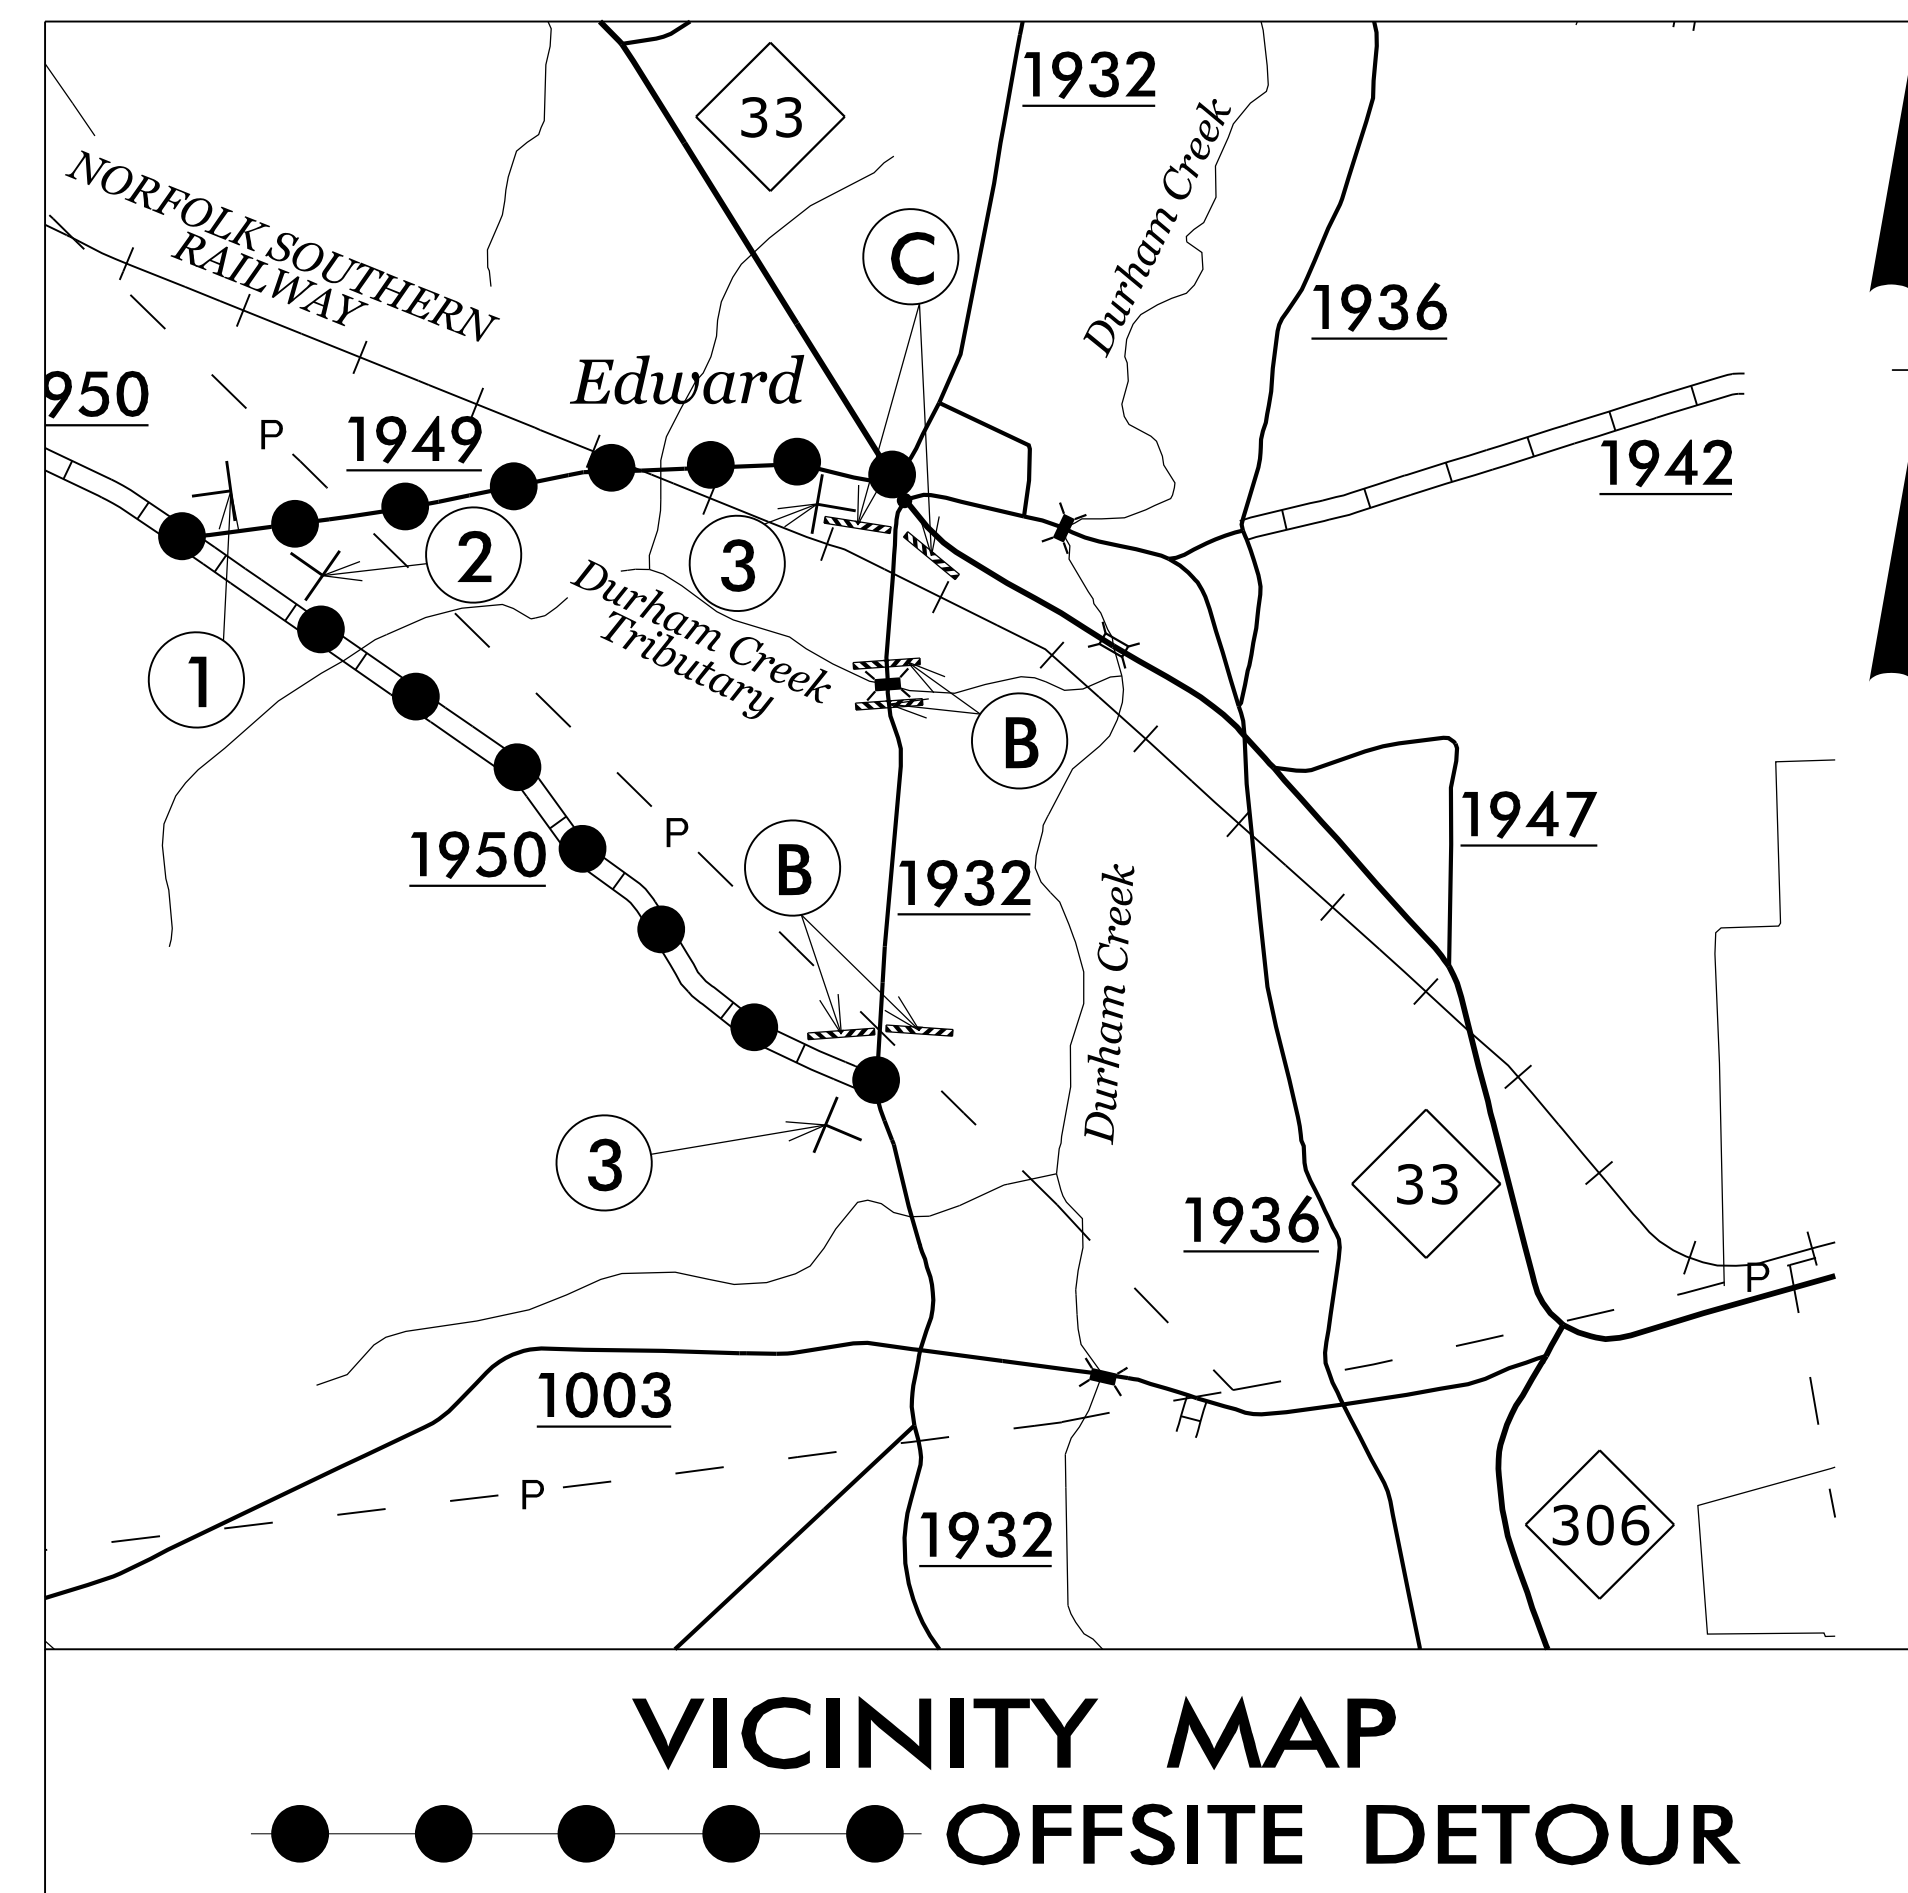 33
1932
Durham Creek
NORFOLK SOUTHERN
RAILWAY
C
1936
Edward
950
P
1949
1942
2
3
Durham Creek
Tributary
1
B
1947
P
1950
B
1932
Durham Creek
3
33
1936
P
1003
P
1932
306
VICINITY MAP
OFFSITE DETOUR